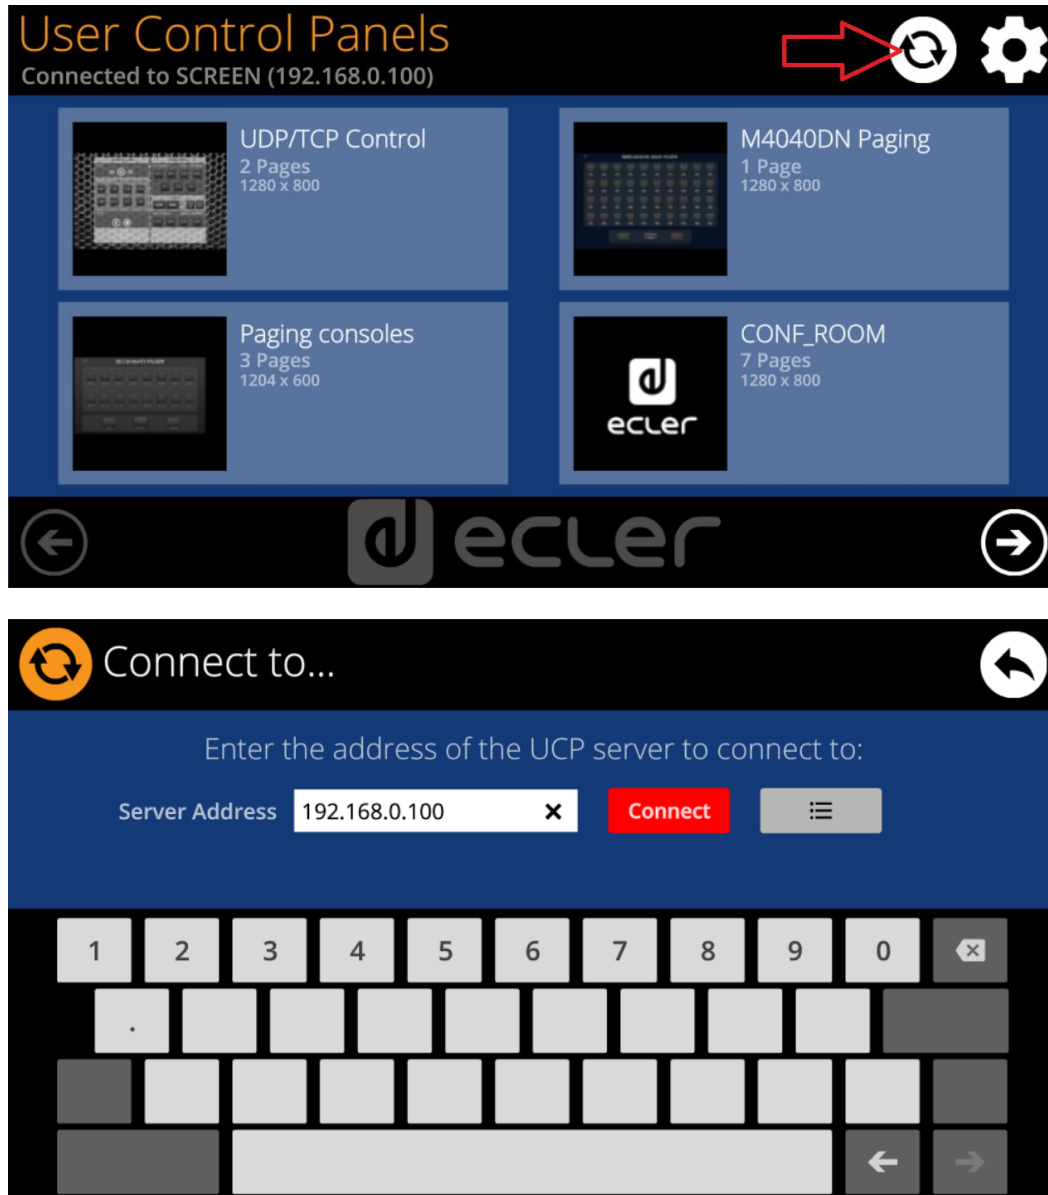 User Control Panels
Connected to SCREEN (192.168.0.100)
UDP/TCP Control
2 Pages
1280 x 800
M4040DN Paging
1 Page
1280 x 800
Paging consoles
3 Pages
1204 x 600
CONF_ROOM
7 Pages
1280 x 800
ecler
ecler
Connect to...
Enter the address of the UCP server to connect to:
Server Address 192.168.0.100 Connect
1 2 3 4 5 6 7 8 9 0
.